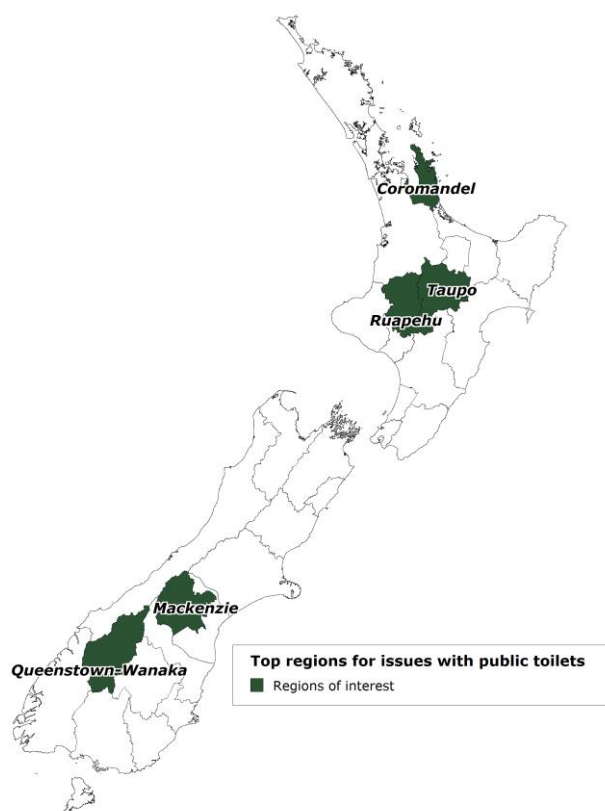 Coromandel
Taupo
Ruapehu
Mackenzie
Queenstown-Wanaka
Top regions for issues with public toilets
Regions of interest